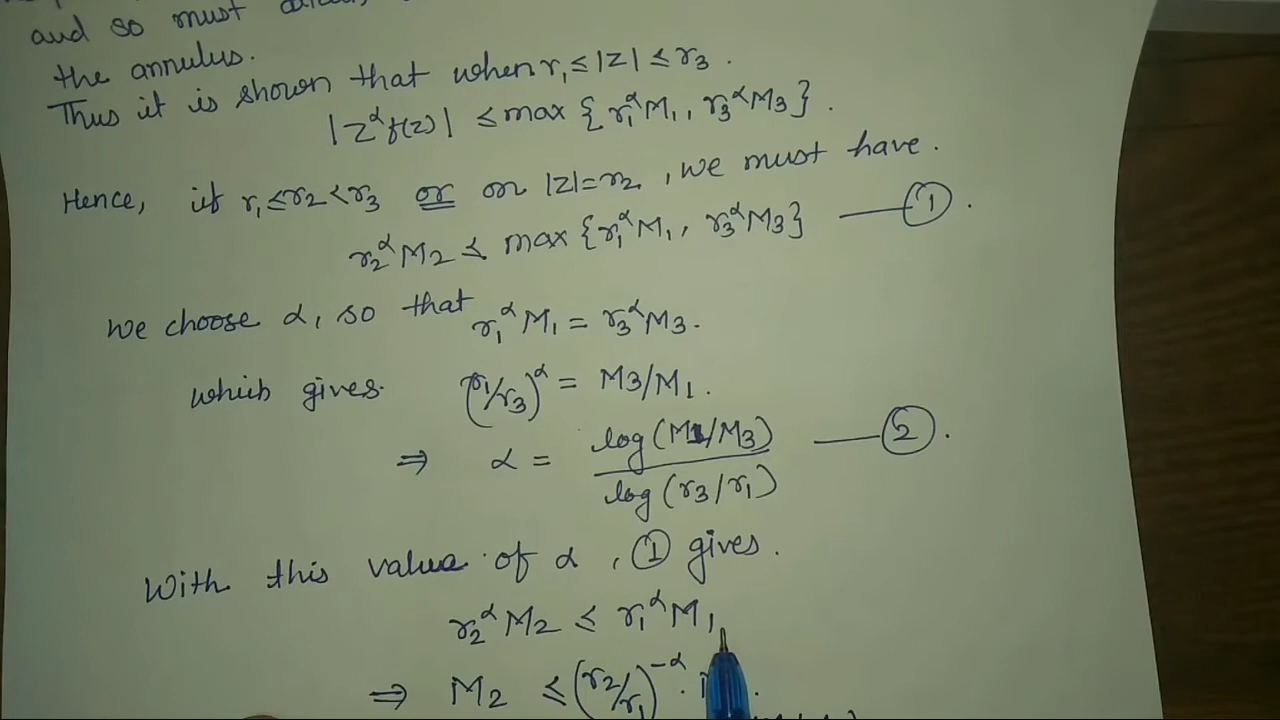 and so must
the annulus.
Thus it is shown that when r₁ ≤ |z| ≤ r₃.
|z^α f(z)| ≤ max {r₁^α M₁, r₃^α M₃}.
Hence, if r₁ ≤ r₂ < r₃ or on |z| = r₂, we must have.
r₂^α M₂ ≤ max {r₁^α M₁, r₃^α M₃} — ①.
We choose α, so that r₁^α M₁ = r₃^α M₃.
which gives. (r₁/r₃)^α = M3/M₁.
⇒ α = log (M1/M3) / log (r3/r₁) — ②.
With this value of α, ① gives.
r₂^α M₂ ≤ r₁^α M₁
⇒ M₂ ≤ (r₂/r₁)^-α .